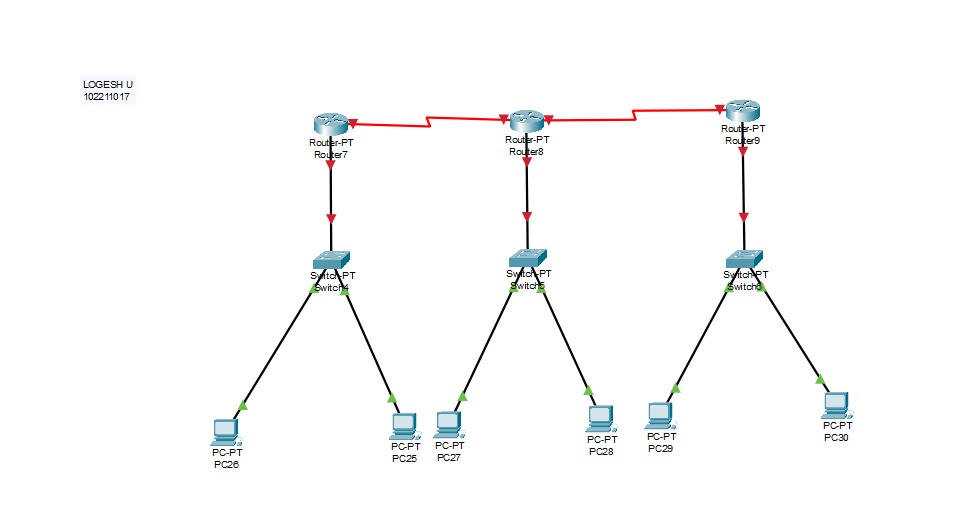 LOGESH U
102211017
Router-PT
Router7
Router-PT
Router8
Router-PT
Router9
Switch-PT
Switch4
Switch-PT
Switch5
Switch-PT
Switch6
PC-PT
PC26
PC-PT
PC25
PC-PT
PC27
PC-PT
PC28
PC-PT
PC29
PC-PT
PC30